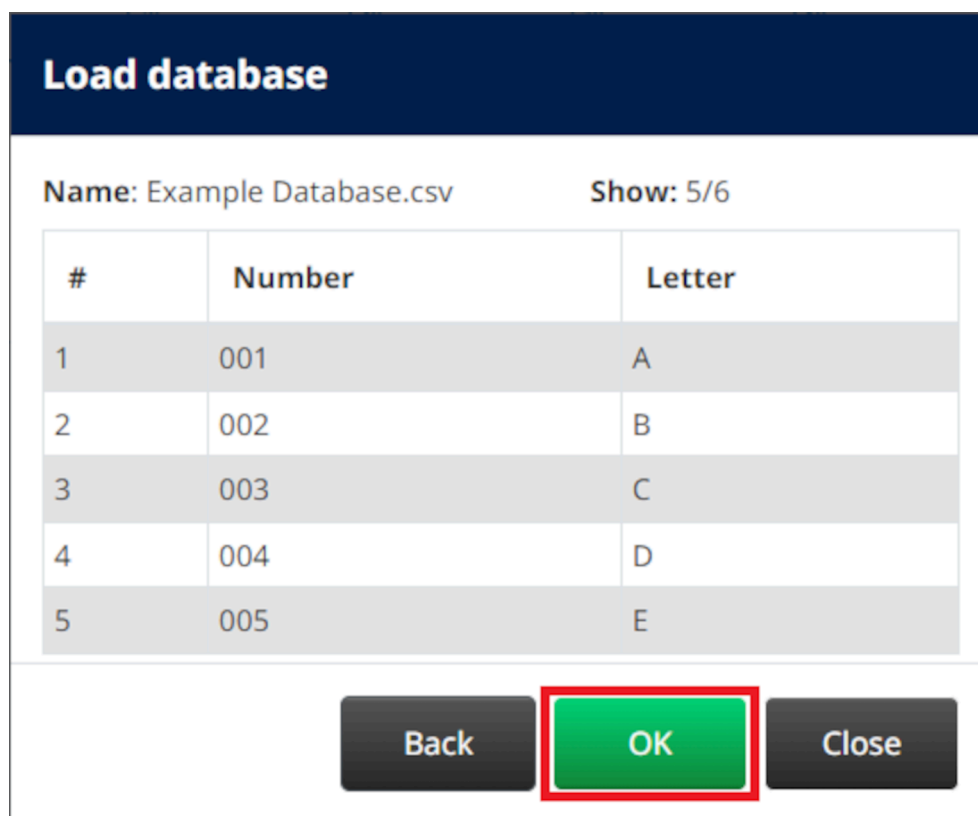 Load database
Name: Example Database.csv Show: 5/6
# Number Letter
1 001 A
2 002 B
3 003 C
4 004 D
5 005 E
Back OK Close